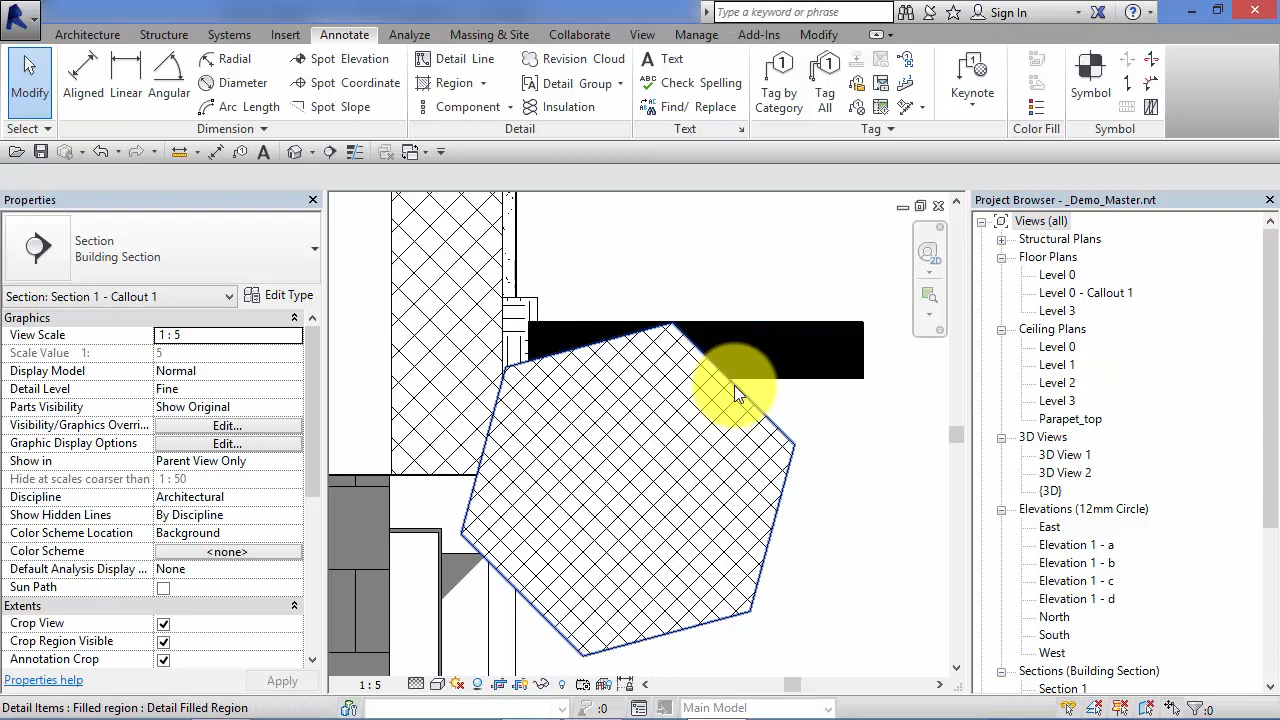 Type a keyword or phrase
Sign In
Architecture Structure Systems Insert Annotate Analyze Massing & Site Collaborate View Manage Add-Ins Modify
Modify
Aligned Linear Angular
Radial
Diameter
Arc Length
Spot Elevation
Spot Coordinate
Spot Slope
Detail Line
Region
Component
Revision Cloud
Detail Group
Insulation
Text
Check Spelling
Find/ Replace
Tag by Category
Tag All
Keynote
Symbol
Select Dimension Detail Text Tag Color Fill Symbol
Properties
Section
Building Section
Section: Section 1 - Callout 1
Edit Type
Graphics
View Scale 1 : 5
Scale Value 1: 5
Display Model Normal
Detail Level Fine
Parts Visibility Show Original
Visibility/Graphics Overri... Edit...
Graphic Display Options Edit...
Show in Parent View Only
Hide at scales coarser than 1 : 50
Discipline Architectural
Show Hidden Lines By Discipline
Color Scheme Location Background
Color Scheme <none>
Default Analysis Display ... None
Sun Path
Extents
Crop View
Crop Region Visible
Annotation Crop
Properties help
Apply
2D
1 : 5
Project Browser - _Demo_Master.rvt
Views (all)
Structural Plans
Floor Plans
Level 0
Level 0 - Callout 1
Level 3
Ceiling Plans
Level 0
Level 1
Level 2
Level 3
Parapet_top
3D Views
3D View 1
3D View 2
{3D}
Elevations (12mm Circle)
East
Elevation 1 - a
Elevation 1 - b
Elevation 1 - c
Elevation 1 - d
North
South
West
Sections (Building Section)
Section 1
Detail Items : Filled region : Detail Filled Region
:0
Main Model
:0